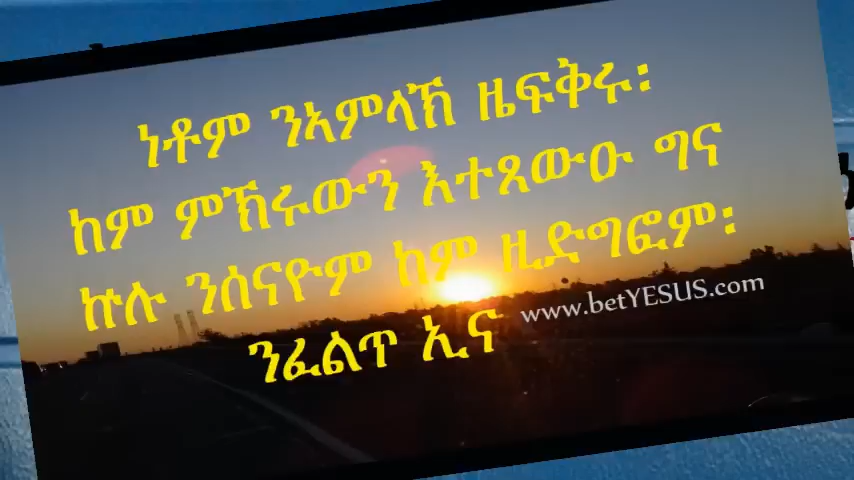 ነቶም ንኣምላኽ ዜፍቅሩ፡
ከም ምኽሩውን እተጸውዑ ግና
ኵሉ ንሰናዮም ከም ዚድግፎም፡
ንፈልጥ ኢና
www.betYESUS.com